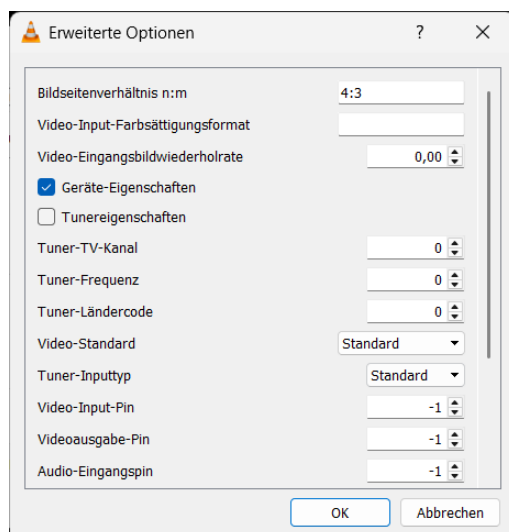 Erweiterte Optionen ?
Bildseitenverhältnis n:m 4:3
Video-Input-Farbsättigungsformat
Video-Eingangsbildwiederholrate 0,00
Geräte-Eigenschaften
Tunereigenschaften
Tuner-TV-Kanal 0
Tuner-Frequenz 0
Tuner-Ländercode 0
Video-Standard Standard
Tuner-Inputtyp Standard
Video-Input-Pin -1
Videoausgabe-Pin -1
Audio-Eingangspin -1
OK Abbrechen